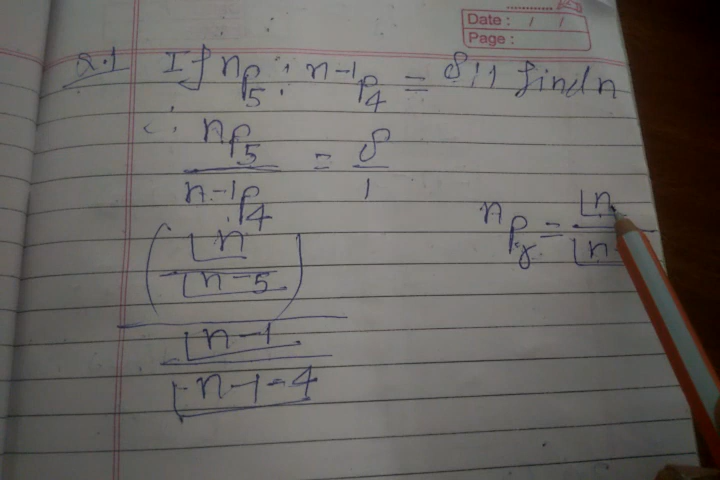 Date : / /
Page :
Q.1 If nP5 : n-1P4 = 8:1 find n
∴ nP5 / n-1P4 = 8 / 1
nPr = ⌊n / ⌊n-
( ⌊n / ⌊n-5 )
⌊n-1
⌊n-1-4